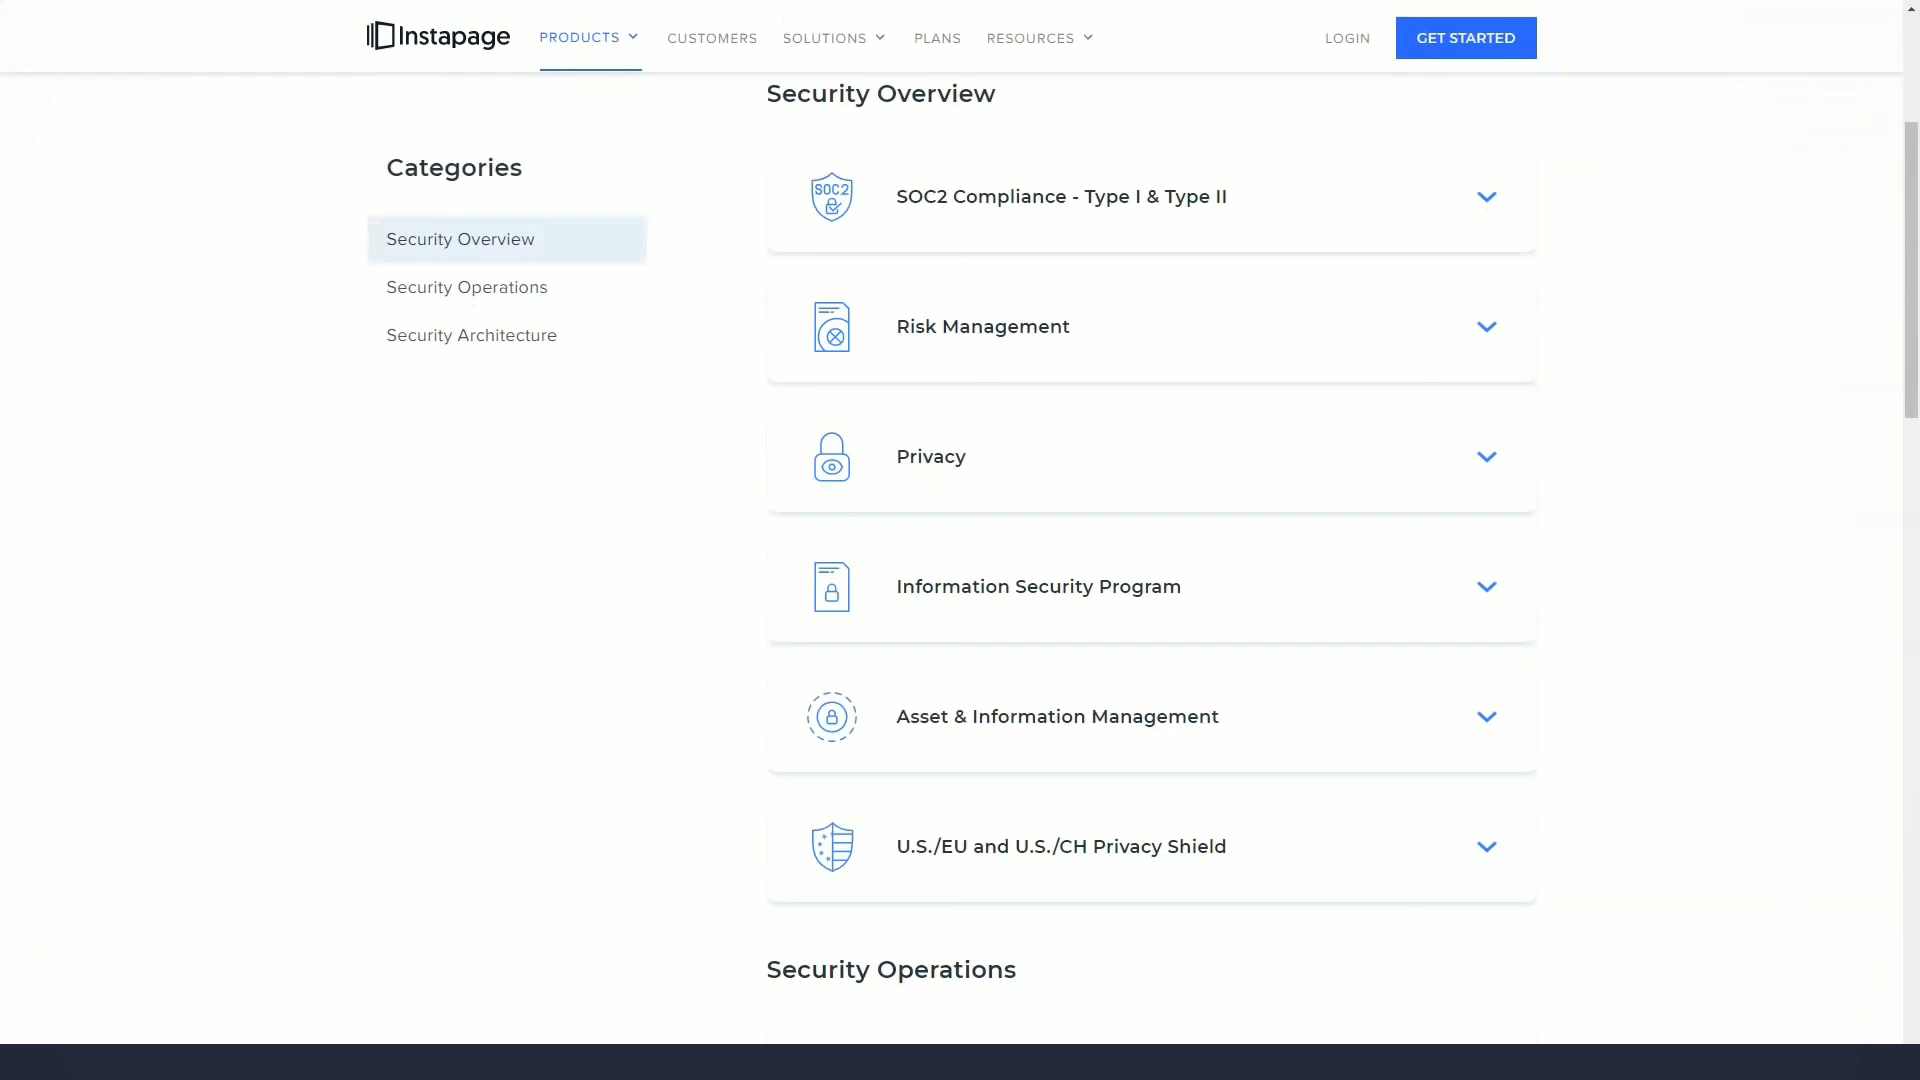 Instapage
PRODUCTS
CUSTOMERS
SOLUTIONS
PLANS
RESOURCES
LOGIN
GET STARTED
Categories
Security Overview
Security Operations
Security Architecture
Security Overview
SOC2
SOC2 Compliance - Type I & Type II
Risk Management
Privacy
Information Security Program
Asset & Information Management
U.S./EU and U.S./CH Privacy Shield
Security Operations